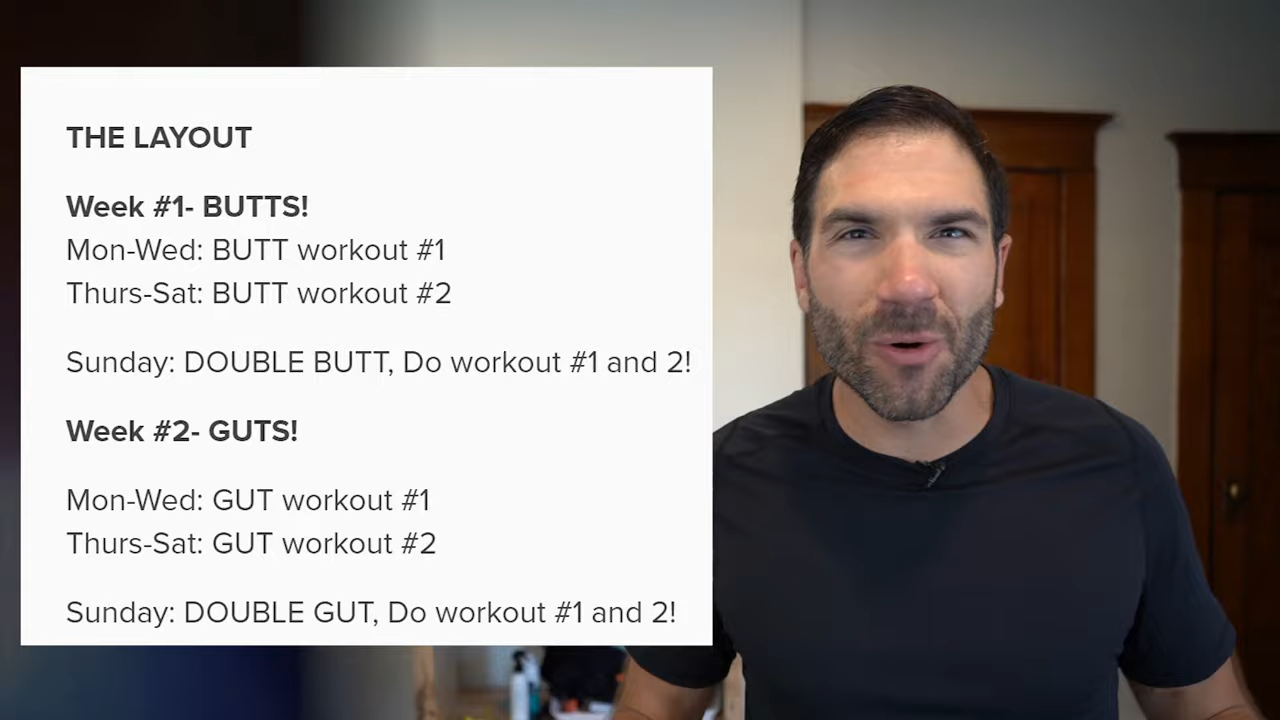 THE LAYOUT
Week #1- BUTTS!
Mon-Wed: BUTT workout #1
Thurs-Sat: BUTT workout #2
Sunday: DOUBLE BUTT, Do workout #1 and 2!
Week #2- GUTS!
Mon-Wed: GUT workout #1
Thurs-Sat: GUT workout #2
Sunday: DOUBLE GUT, Do workout #1 and 2!